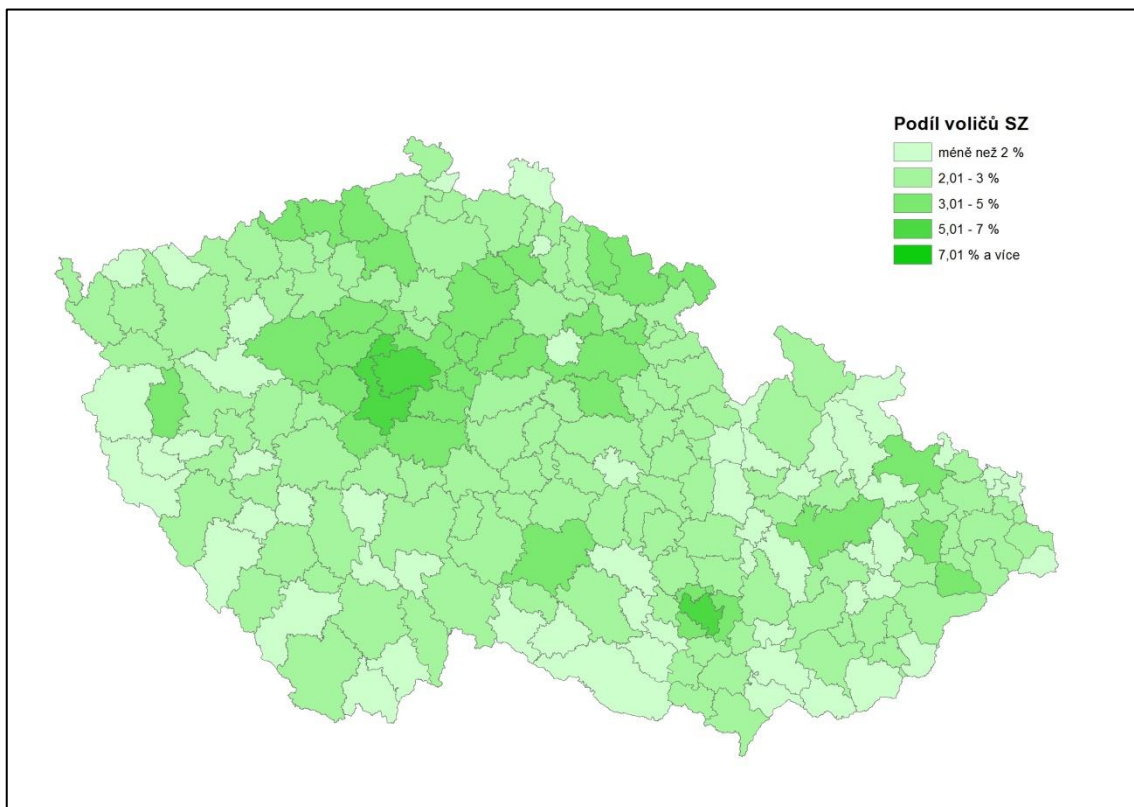 Podíl voličů SZ
méně než 2 %
2,01 - 3 %
3,01 - 5 %
5,01 - 7 %
7,01 % a více